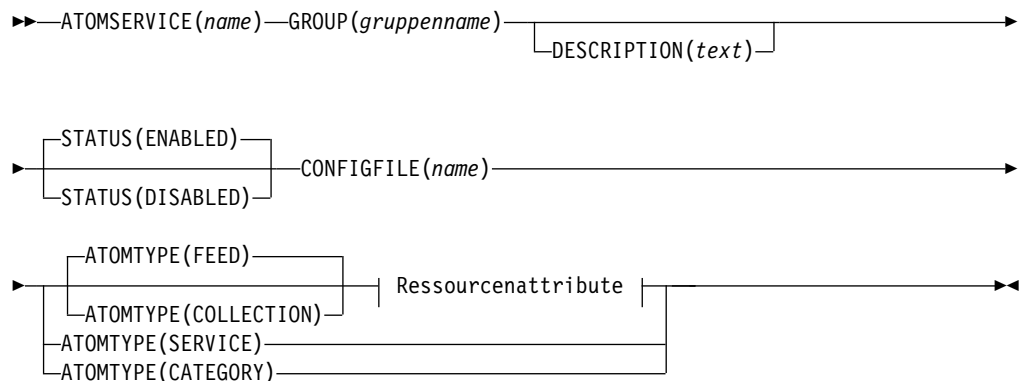 ATOMSERVICE(name) GROUP(gruppenname)
DESCRIPTION(text)
STATUS(ENABLED)
CONFIGFILE(name)
STATUS(DISABLED)
ATOMTYPE(FEED)
Ressourcenattribute
ATOMTYPE(COLLECTION)
ATOMTYPE(SERVICE)
ATOMTYPE(CATEGORY)